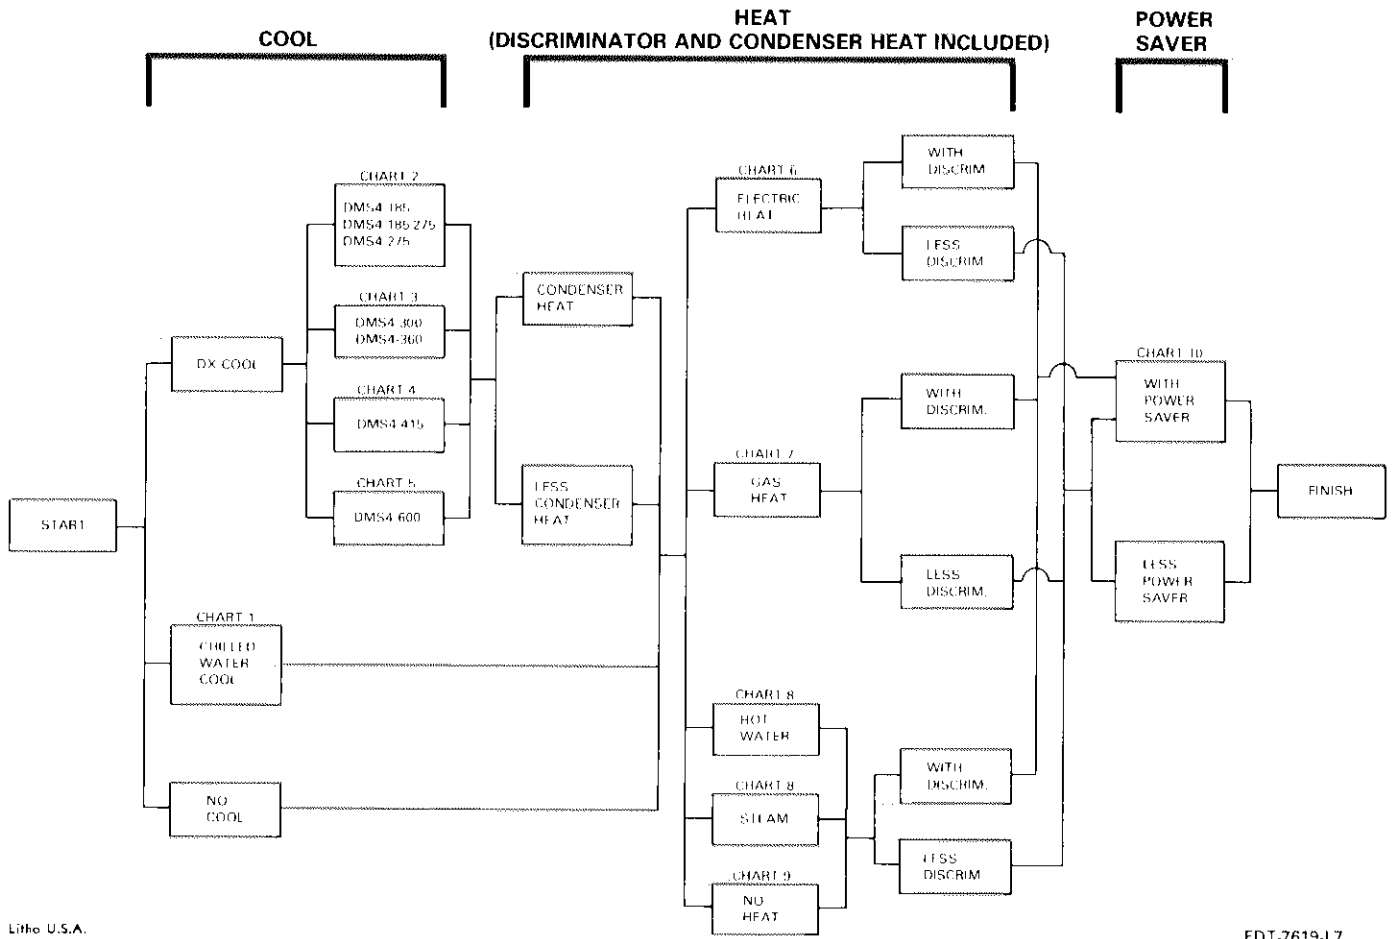 COOL
HEAT
(DISCRIMINATOR AND CONDENSER HEAT INCLUDED)
POWER
SAVER
START
DX COOL
CHART 1
CHILLED
WATER
COOL
NO
COOL
CHART 2
DMS4 185
DMS4 185 275
DMS4 275
CHART 3
DMS4 300
DMS4-360
CHART 4
DMS4 415
CHART 5
DMS4 600
CONDENSER
HEAT
LESS
CONDENSER
HEAT
CHART 6
ELECTRIC
HEAT
CHART 7
GAS
HEAT
CHART 8
HOT
WATER
CHART 8
STEAM
CHART 9
NO
HEAT
WITH
DISCRIM
LESS
DISCRIM
WITH
DISCRIM.
LESS
DISCRIM.
WITH
DISCRIM.
LESS
DISCRIM
CHART 10
WITH
POWER
SAVER
LESS
POWER
SAVER
FINISH
Litho U.S.A.
EDT-7619-L7